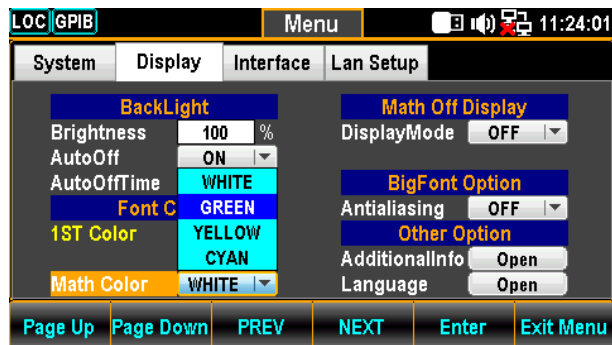 LOC GPIB Menu 11:24:01
System Display Interface Lan Setup
BackLight
Brightness 100 %
AutoOff ON
AutoOffTime
Font C
1ST Color
Math Color WHITE
WHITE
GREEN
YELLOW
CYAN
Math Off Display
DisplayMode OFF
BigFont Option
Antialiasing OFF
Other Option
AdditionalInfo Open
Language Open
Page Up Page Down PREV NEXT Enter Exit Menu